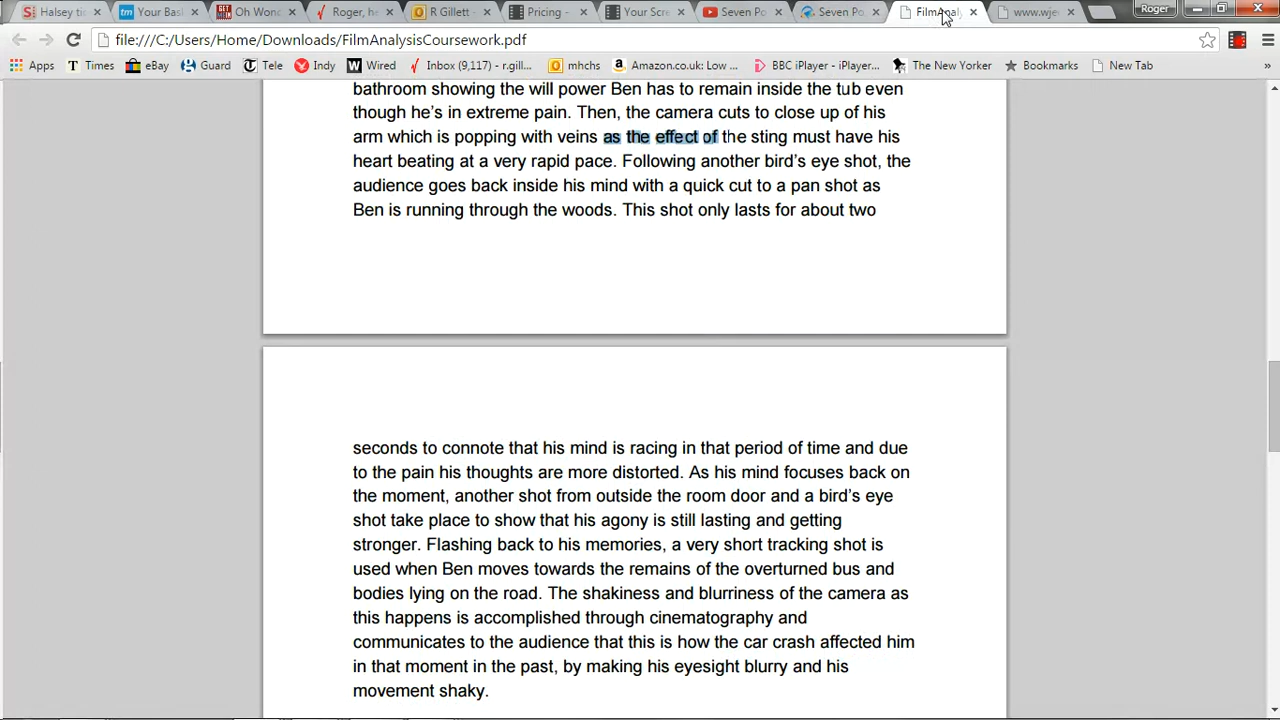 Halsey tic
Your Bask
Oh Wond
Roger, he
R Gillett -
Pricing -
Your Scre
Seven Po
Seven Po
FilmAnal
www.wje
Roger
file:///C:/Users/Home/Downloads/FilmAnalysisCoursework.pdf
Apps Times eBay Guard Tele Indy Wired Inbox (9,117) - r.gill... mhchs Amazon.co.uk: Low ... BBC iPlayer - iPlayer... The New Yorker Bookmarks New Tab »
bathroom showing the will power Ben has to remain inside the tub even
though he's in extreme pain. Then, the camera cuts to close up of his
arm which is popping with veins as the effect of the sting must have his
heart beating at a very rapid pace. Following another bird's eye shot, the
audience goes back inside his mind with a quick cut to a pan shot as
Ben is running through the woods. This shot only lasts for about two
seconds to connote that his mind is racing in that period of time and due
to the pain his thoughts are more distorted. As his mind focuses back on
the moment, another shot from outside the room door and a bird's eye
shot take place to show that his agony is still lasting and getting
stronger. Flashing back to his memories, a very short tracking shot is
used when Ben moves towards the remains of the overturned bus and
bodies lying on the road. The shakiness and blurriness of the camera as
this happens is accomplished through cinematography and
communicates to the audience that this is how the car crash affected him
in that moment in the past, by making his eyesight blurry and his
movement shaky.